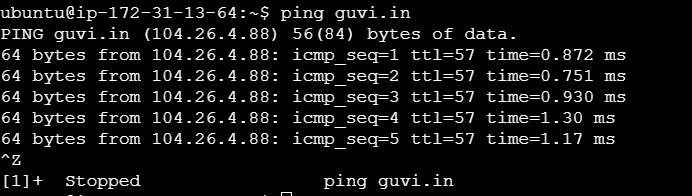 ubuntu@ip-172-31-13-64:~$ ping guvi.in
PING guvi.in (104.26.4.88) 56(84) bytes of data.
64 bytes from 104.26.4.88: icmp_seq=1 ttl=57 time=0.872 ms
64 bytes from 104.26.4.88: icmp_seq=2 ttl=57 time=0.751 ms
64 bytes from 104.26.4.88: icmp_seq=3 ttl=57 time=0.930 ms
64 bytes from 104.26.4.88: icmp_seq=4 ttl=57 time=1.30 ms
64 bytes from 104.26.4.88: icmp_seq=5 ttl=57 time=1.17 ms
^Z
[1]+  Stopped                 ping guvi.in